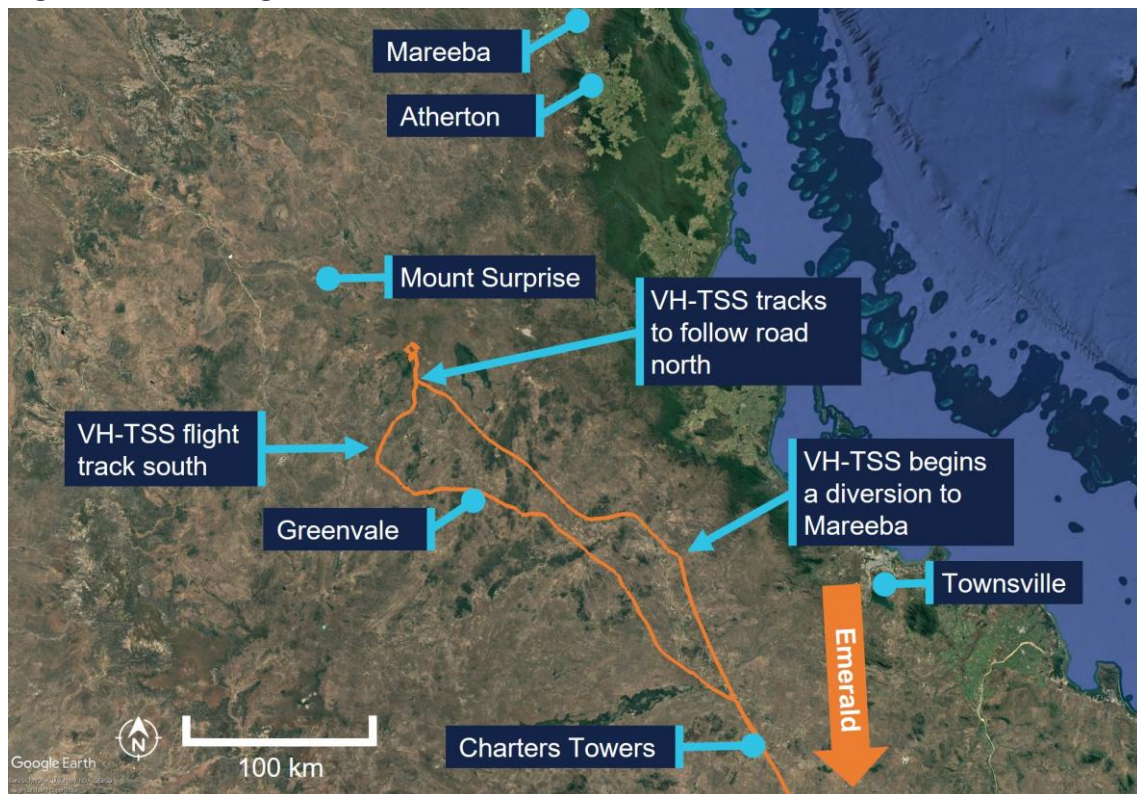 Mareeba
Atherton
Mount Surprise
VH-TSS tracks
to follow road
north
VH-TSS flight
track south
VH-TSS begins
a diversion to
Mareeba
Greenvale
Townsville
Emerald
Charters Towers
N
100 km
Google Earth